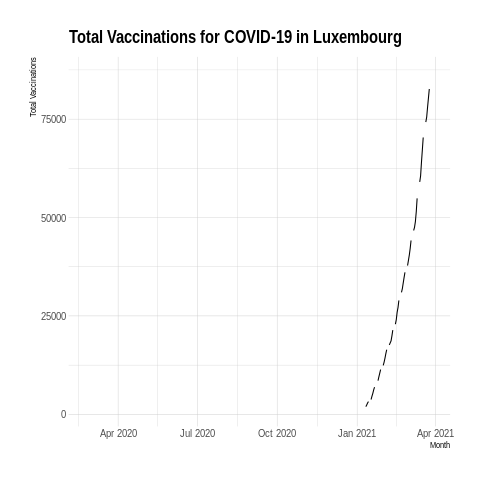 Total Vaccinations for COVID-19 in Luxembourg
Total Vaccinations
75000
50000
25000
0
Apr 2020 Jul 2020 Oct 2020 Jan 2021 Apr 2021
Month